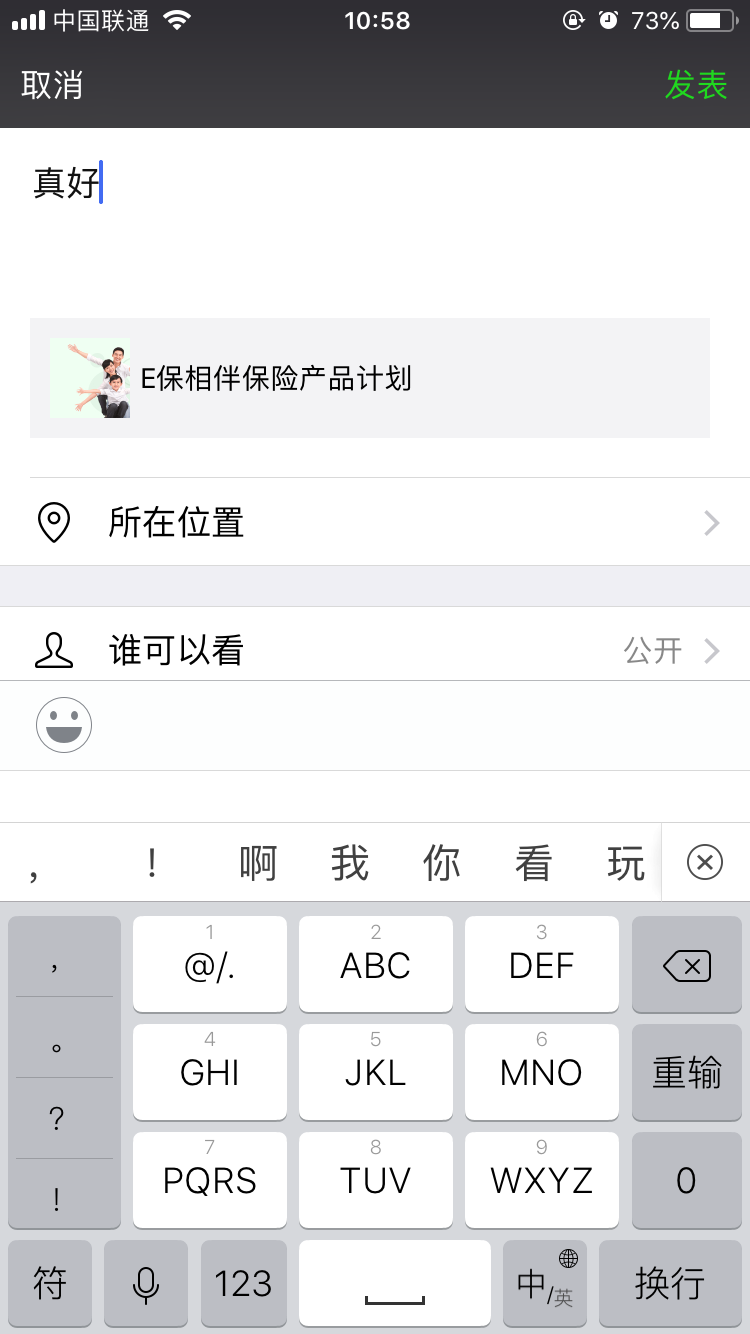 中国联通 10:58 73%
取消 发表
真好
E保相伴保险产品计划
所在位置
谁可以看 公开
， ！ 啊 我 你 看 玩
， 1 @/. 2 ABC 3 DEF
。 4 GHI 5 JKL 6 MNO 重输
？ 7 PQRS 8 TUV 9 WXYZ 0
！
符 123 中/英 换行